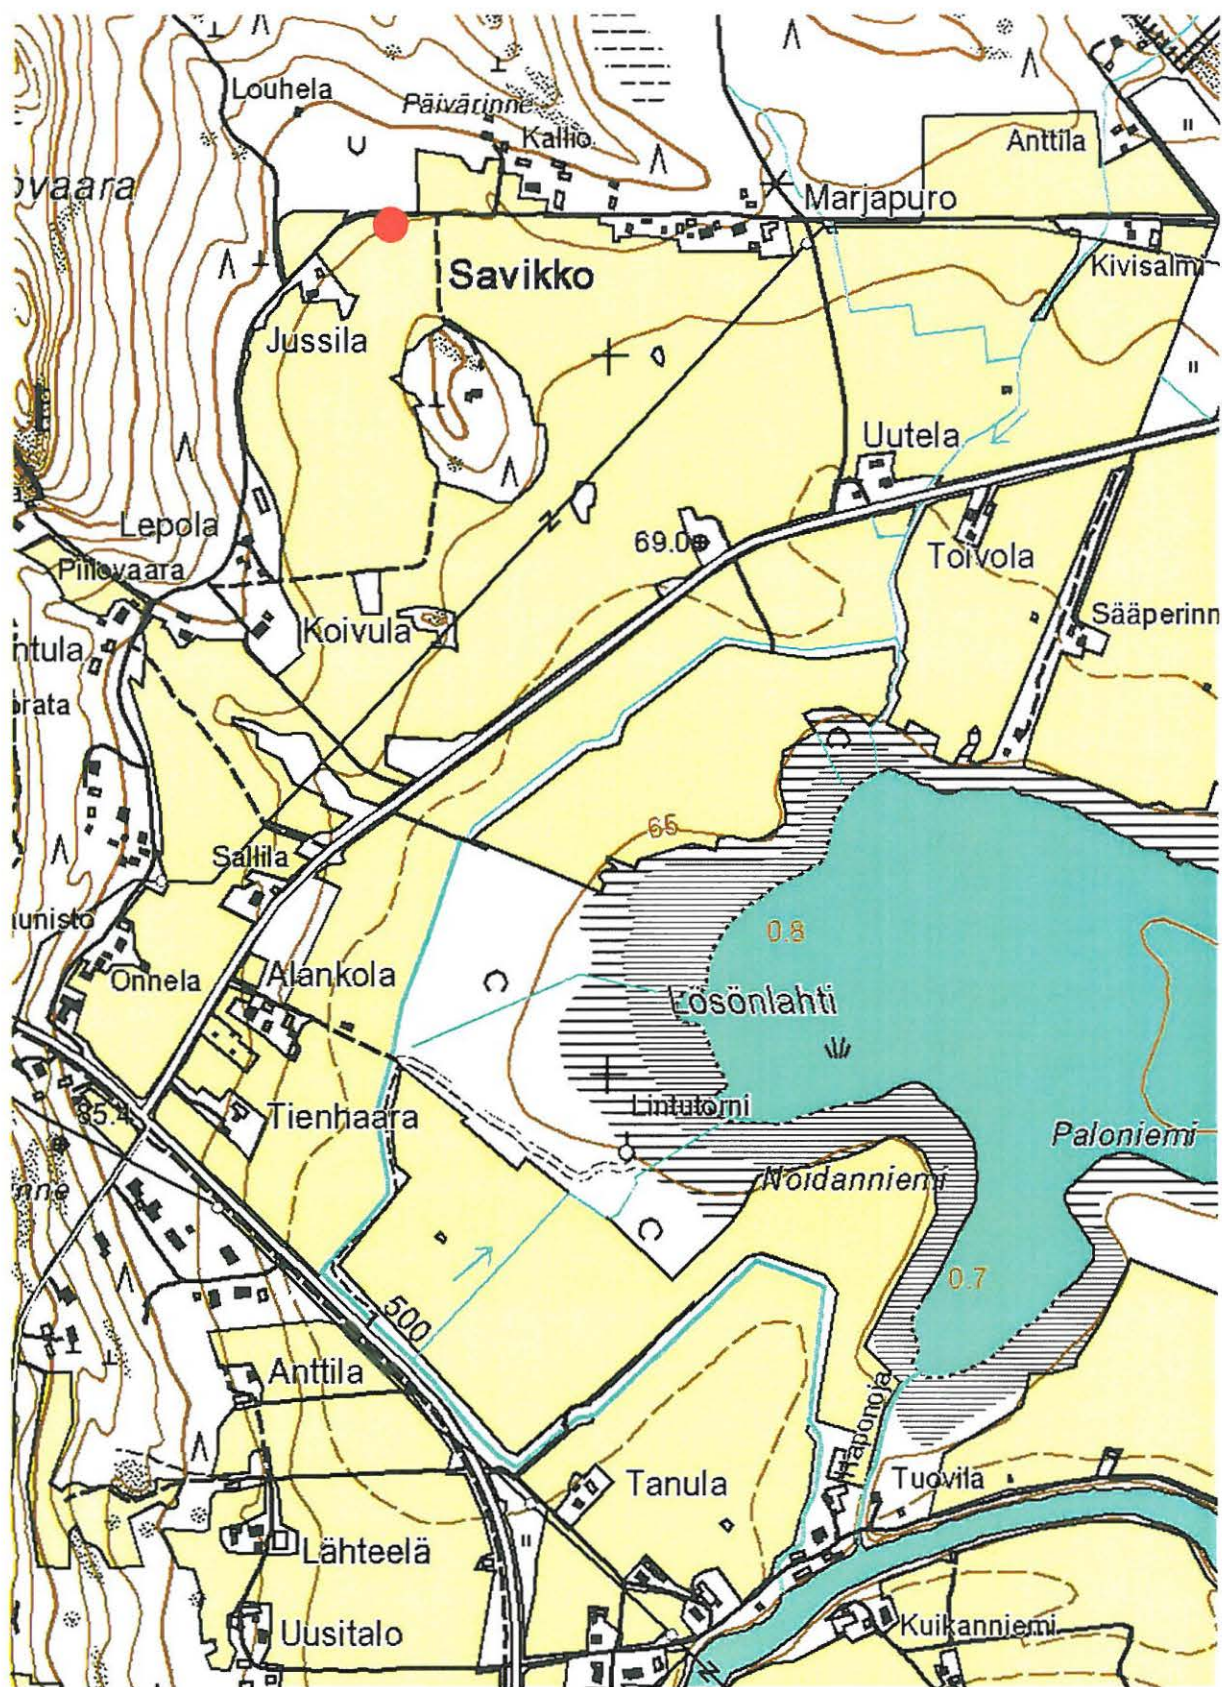 Louhela
Päivärinne
Kallio
Anttila
ovaara
Marjapuro
Savikko
Kivisalmi
Jussila
Uutela
Lepola
69.0
Toivola
Piilovaara
Koivula
Sääperinn
ntula
rata
65
Sallila
unisto
0.8
Onnela
Alankola
Lösönlahti
Lintutorni
85.4
Tienhaara
Paloniemi
Noidanniemi
nne
0.7
500
Anttila
Haponoja
Tanula
Tuovila
Lähteelä
Uusitalo
Kuikanniemi